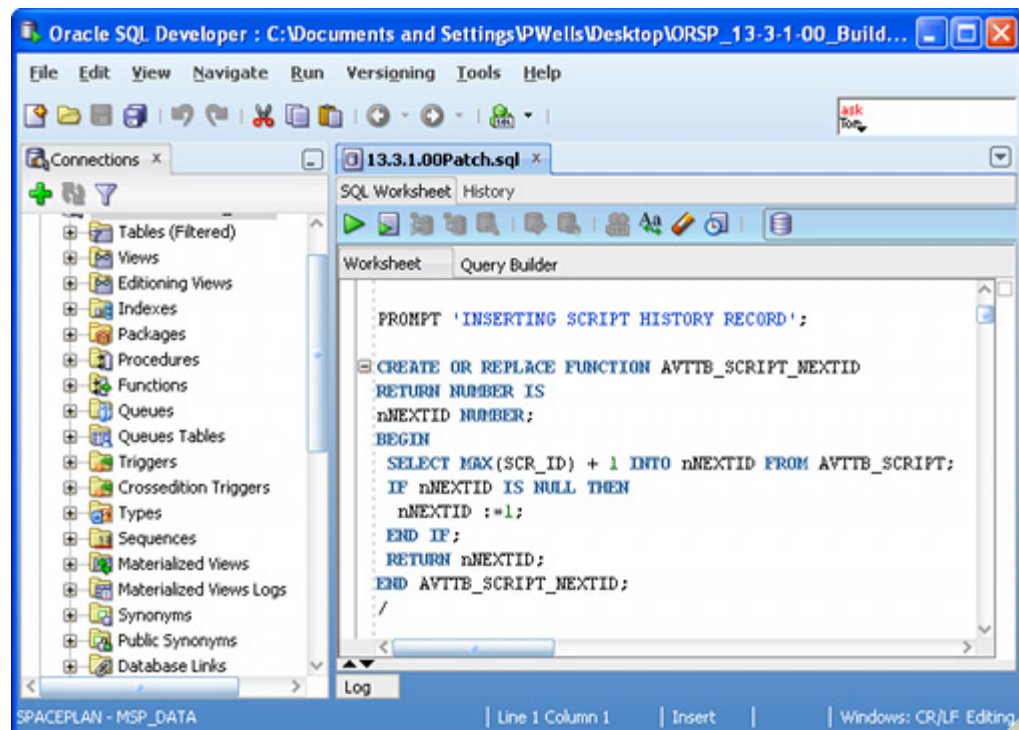 Oracle SQL Developer : C:\Documents and Settings\PWells\Desktop\ORSP_13-3-1-00_Build...
File Edit View Navigate Run Versioning Tools Help
ask
Tom
Connections
13.3.1.00Patch.sql
SQL Worksheet History
Worksheet Query Builder
Tables (Filtered)
Views
Editioning Views
Indexes
Packages
Procedures
Functions
Queues
Queues Tables
Triggers
Crossedition Triggers
Types
Sequences
Materialized Views
Materialized Views Logs
Synonyms
Public Synonyms
Database Links
PROMPT 'INSERTING SCRIPT HISTORY RECORD';
CREATE OR REPLACE FUNCTION AVTTB_SCRIPT_NEXTID
RETURN NUMBER IS
nNEXTID NUMBER;
BEGIN
SELECT MAX(SCR_ID) + 1 INTO nNEXTID FROM AVTTB_SCRIPT;
IF nNEXTID IS NULL THEN
nNEXTID :=1;
END IF;
RETURN nNEXTID;
END AVTTB_SCRIPT_NEXTID;
/
Log
SPACEPLAN - MSP_DATA Line 1 Column 1 Insert Windows: CR/LF Editing